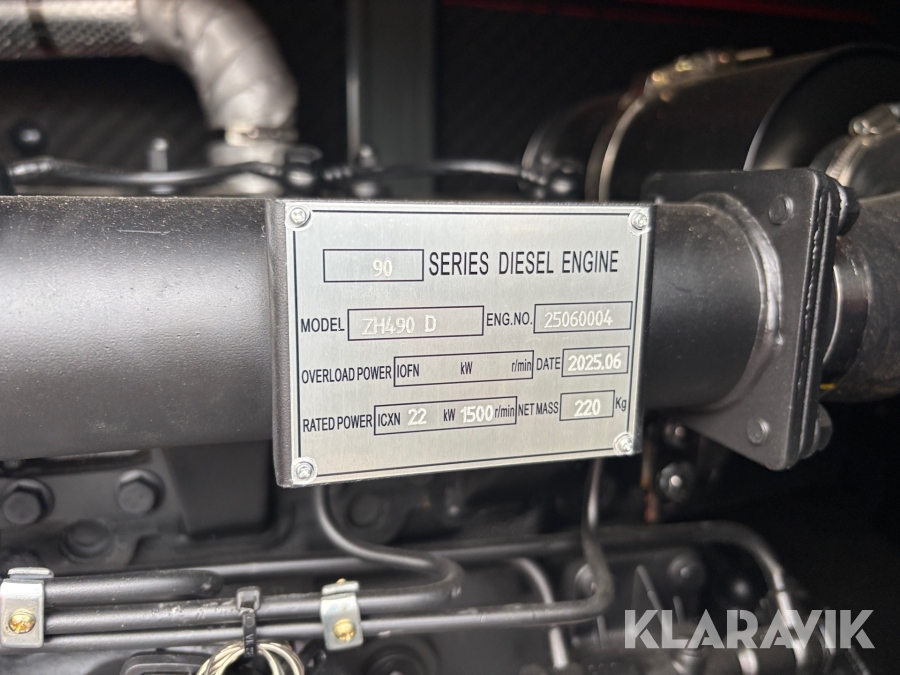 90 SERIES DIESEL ENGINE
MODEL ZH490 D ENG.NO. 25060004
OVERLOAD POWER IOFN kW r/min DATE 2025.06
RATED POWER ICXN 22 kW 1500 r/min NET MASS 220 Kg
KLARAVIK